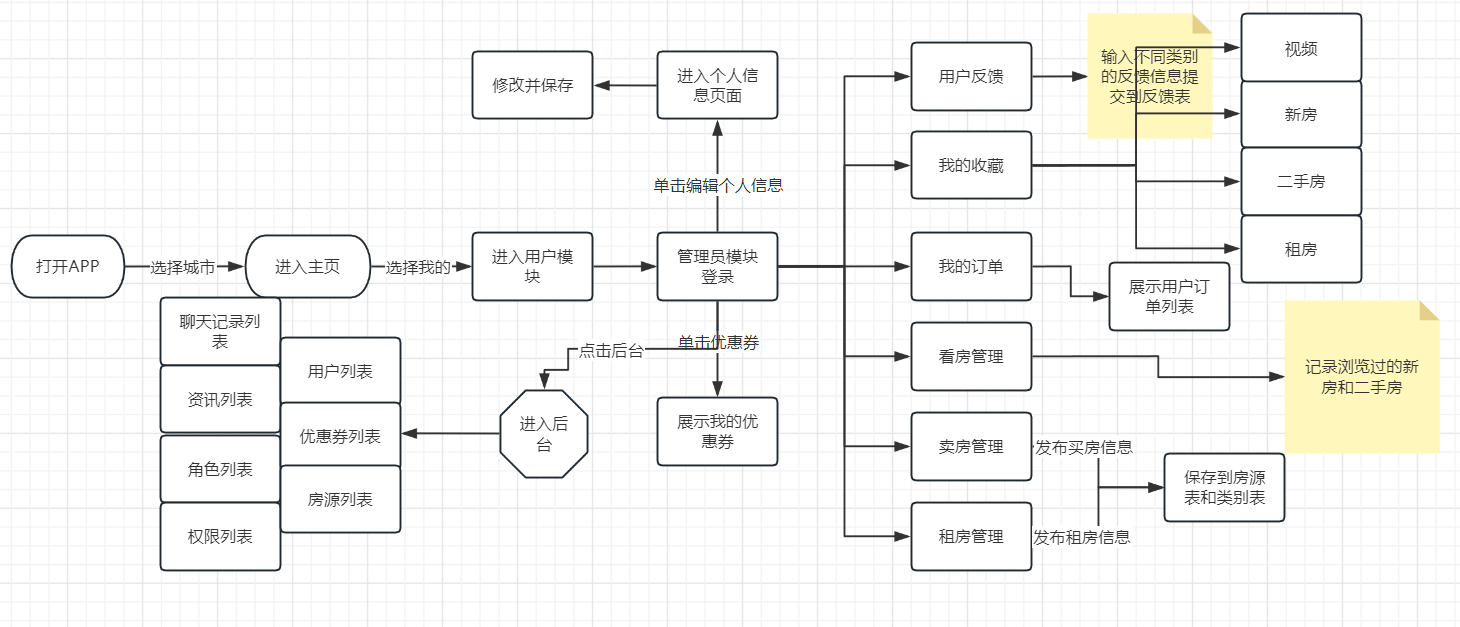 打开APP
选择城市
进入主页
选择我的
进入用户模
块
管理员模块
登录
单击编辑个人信息
进入个人信
息页面
修改并保存
单击优惠券
展示我的优
惠券
点击后台
进入后
台
用户列表
优惠券列表
房源列表
聊天记录列
表
资讯列表
角色列表
权限列表
用户反馈
输入不同类别
的反馈信息提
交到反馈表
我的收藏
视频
新房
二手房
租房
我的订单
展示用户订
单列表
看房管理
记录浏览过的新
房和二手房
卖房管理
发布买房信息
租房管理
发布租房信息
保存到房源
表和类别表